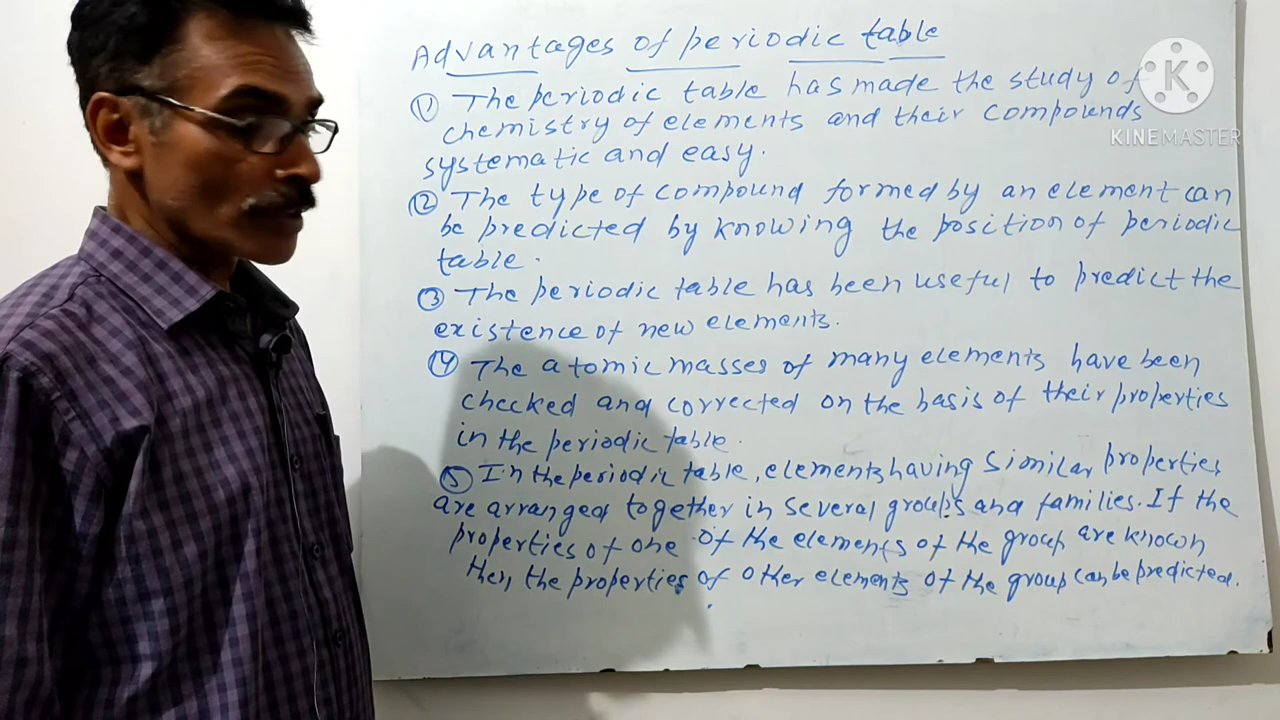 Advantages of periodic table
① The periodic table has made the study of
chemistry of elements and their compounds
systematic and easy.
② The type of compound formed by an element can
be predicted by knowing the position of periodic
table.
③ The periodic table has been useful to predict the
existence of new elements.
④ The atomic masses of many elements have been
checked and corrected on the basis of their properties
in the periodic table.
⑤ In the periodic table, elements having similar properties
are arranged together in several groups and families. If the
properties of one of the elements of the group are known
then the properties of other elements of the group can be predicted.
K
KINEMASTER